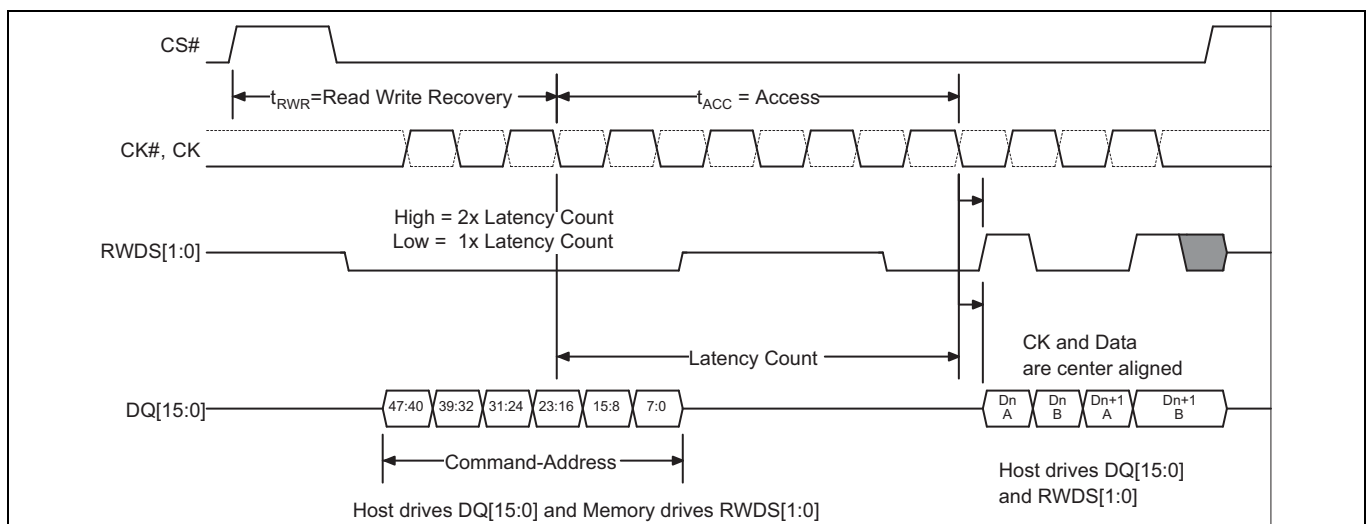 CS#
tRWR=Read Write Recovery
tACC = Access
CK#, CK
High = 2x Latency Count
Low = 1x Latency Count
RWDS[1:0]
Latency Count
CK and Data
are center aligned
DQ[15:0]
47:40 39:32 31:24 23:16 15:8 7:0
Dn A
Dn B
Dn+1 A
Dn+1 B
Command-Address
Host drives DQ[15:0]
and RWDS[1:0]
Host drives DQ[15:0] and Memory drives RWDS[1:0]